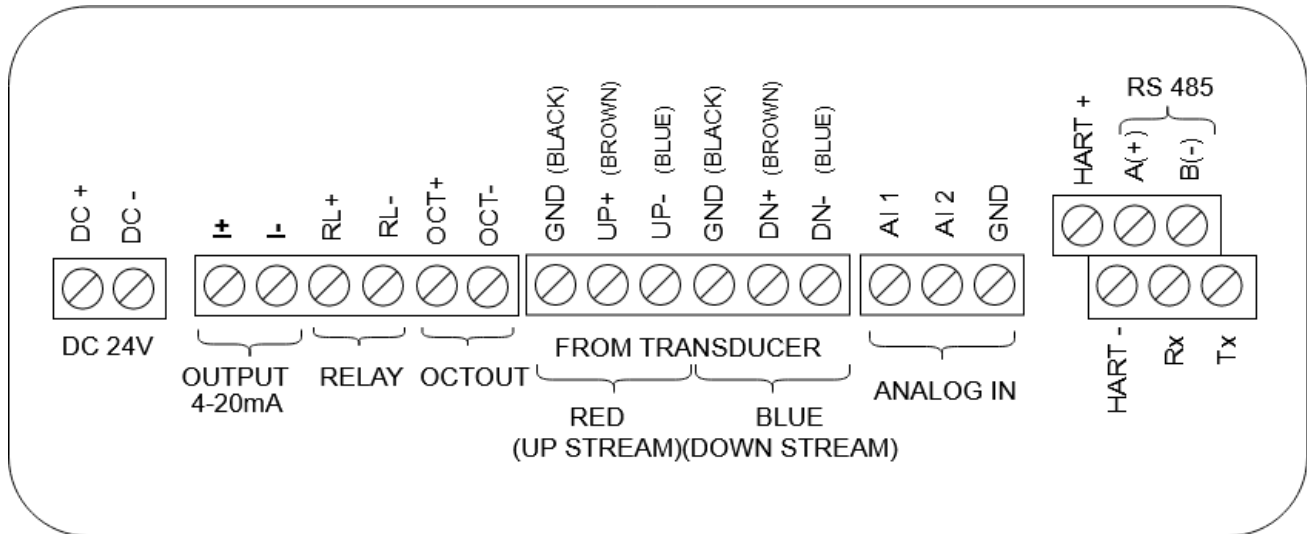 DC +
DC -
I+
I-
RL+
RL-
OCT+
OCT-
GND (BLACK)
UP+ (BROWN)
UP- (BLUE)
GND (BLACK)
DN+ (BROWN)
DN- (BLUE)
AI 1
AI 2
GND
RS 485
HART +
A(+)
B(-)
DC 24V
OUTPUT
4-20mA
RELAY
OCTOUT
FROM TRANSDUCER
RED
(UP STREAM)
BLUE
(DOWN STREAM)
ANALOG IN
HART -
Rx
Tx